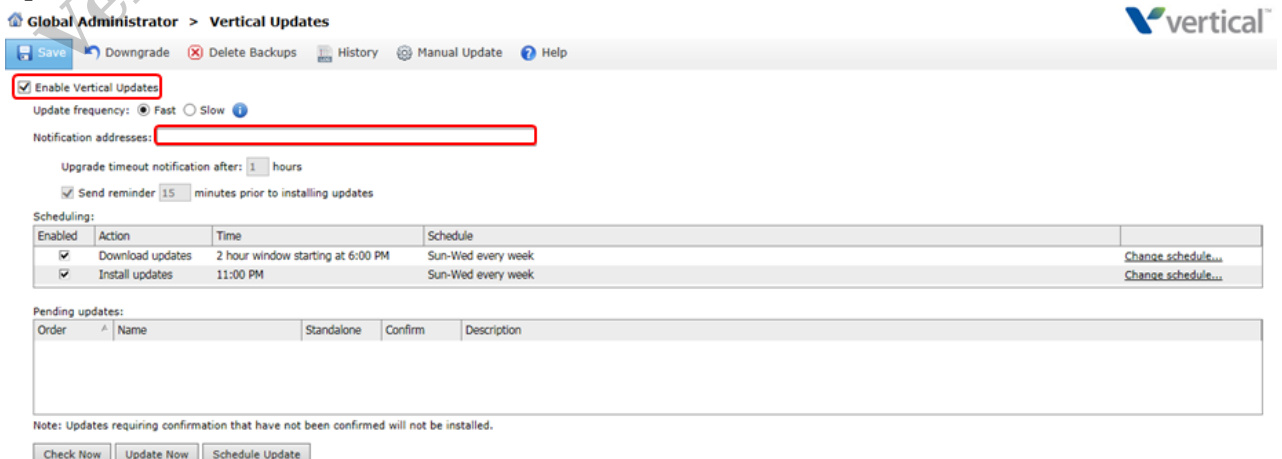 Global Administrator > Vertical Updates
vertical™
Save Downgrade Delete Backups History Manual Update Help
Enable Vertical Updates
Update frequency: Fast Slow
Notification addresses:
Upgrade timeout notification after: 1 hours
Send reminder 15 minutes prior to installing updates
Scheduling:
Enabled Action Time Schedule
Download updates 2 hour window starting at 6:00 PM Sun-Wed every week Change schedule...
Install updates 11:00 PM Sun-Wed every week Change schedule...
Pending updates:
Order Name Standalone Confirm Description
Note: Updates requiring confirmation that have not been confirmed will not be installed.
Check Now Update Now Schedule Update